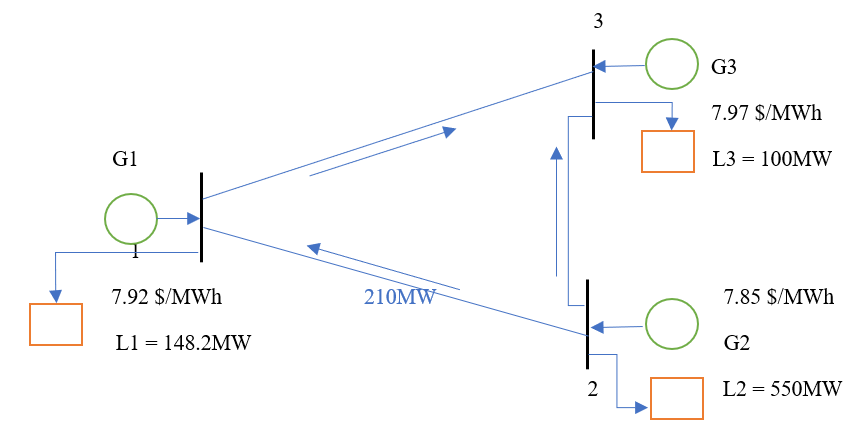 3
G3
7.97 $/MWh
L3 = 100MW
G1
1
7.92 $/MWh
L1 = 148.2MW
210MW
7.85 $/MWh
G2
2
L2 = 550MW